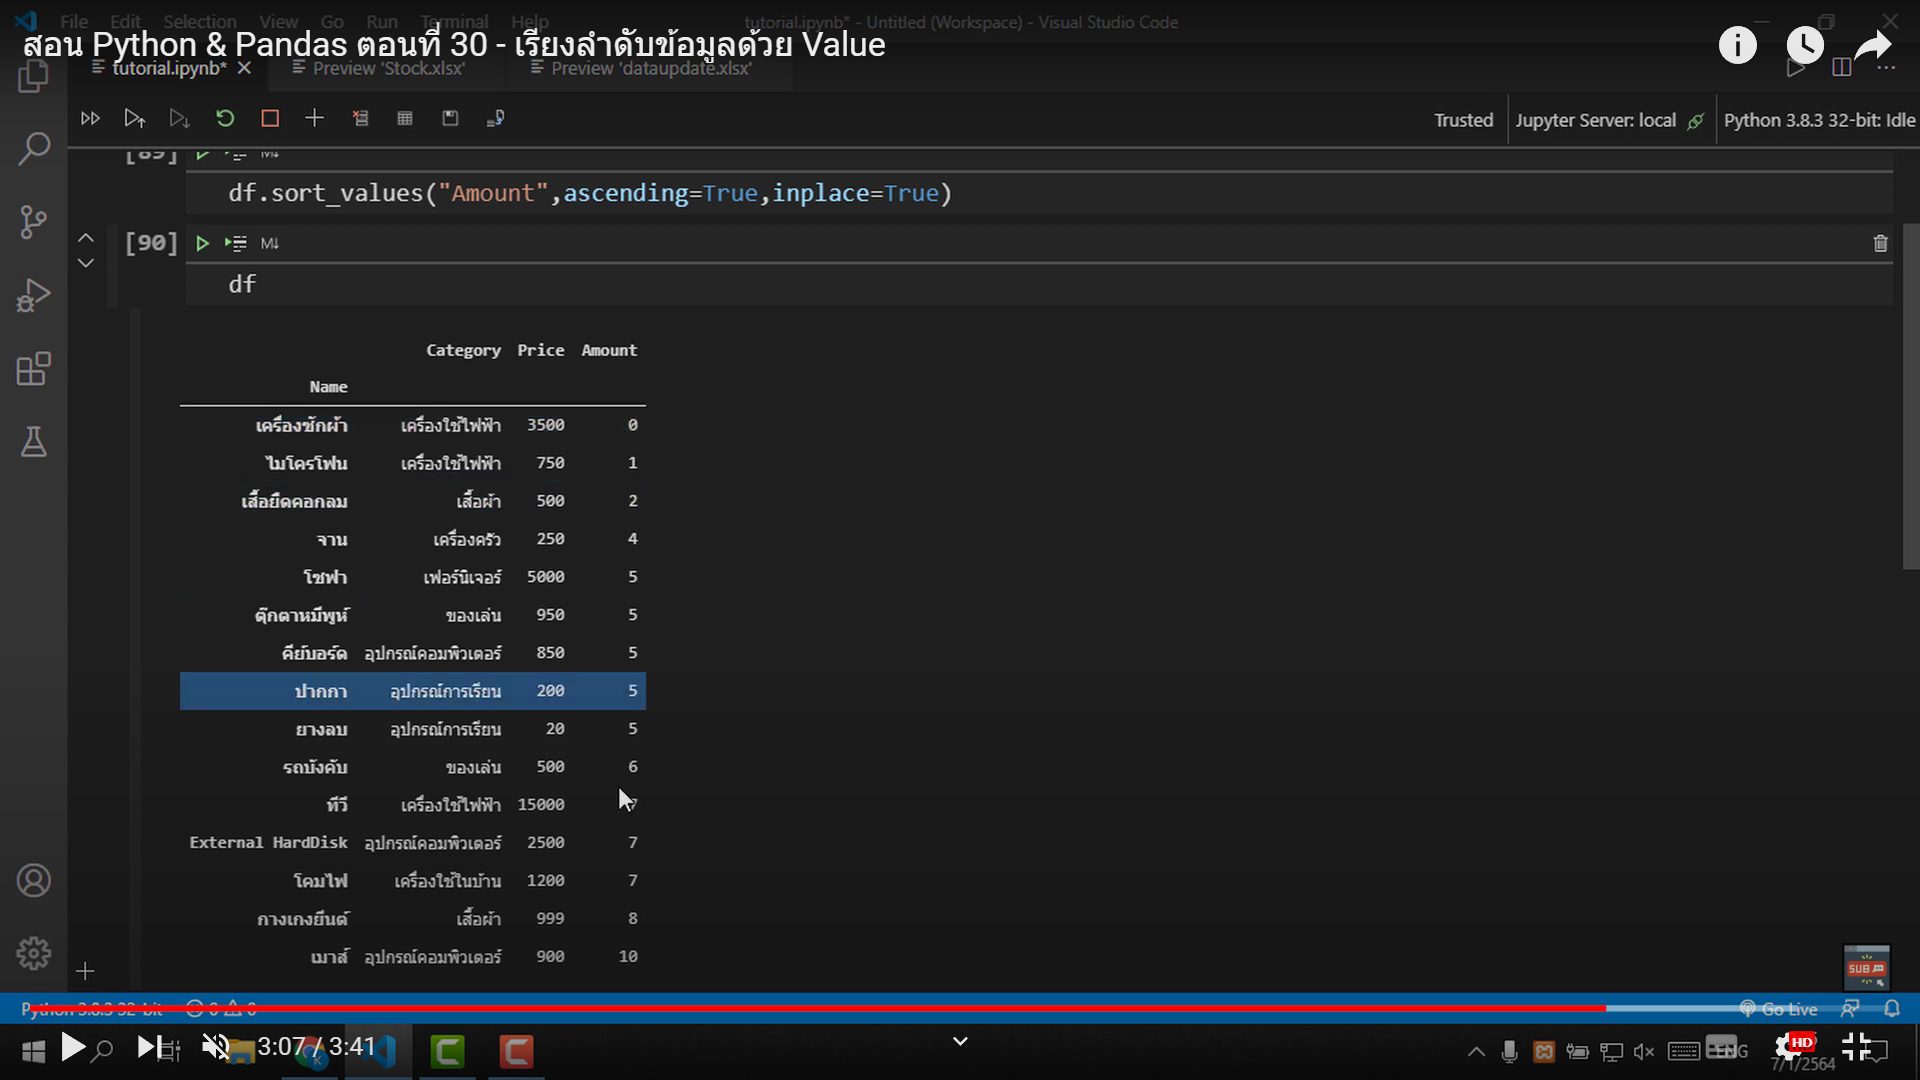 File Edit Selection View Go Run Terminal Help
tutorial.ipynb* - Untitled (Workspace) - Visual Studio Code
สอน Python & Pandas ตอนที่ 30 - เรียงลำดับข้อมูลด้วย Value
tutorial.ipynb* Preview 'Stock.xlsx' Preview 'dataupdate.xlsx'
Trusted Jupyter Server: local Python 3.8.3 32-bit: Idle
[89] M↓
df.sort_values("Amount",ascending=True,inplace=True)
[90] M↓
df
Category Price Amount
Name
เครื่องซักผ้า เครื่องใช้ไฟฟ้า 3500 0
ไมโครโฟน เครื่องใช้ไฟฟ้า 750 1
เสื้อยืดคอกลม เสื้อผ้า 500 2
จาน เครื่องครัว 250 4
โซฟา เฟอร์นิเจอร์ 5000 5
ตุ๊กตาหมีพูห์ ของเล่น 950 5
คีย์บอร์ด อุปกรณ์คอมพิวเตอร์ 850 5
ปากกา อุปกรณ์การเรียน 200 5
ยางลบ อุปกรณ์การเรียน 20 5
รถบังคับ ของเล่น 500 6
ทีวี เครื่องใช้ไฟฟ้า 15000 7
External HardDisk อุปกรณ์คอมพิวเตอร์ 2500 7
โคมไฟ เครื่องใช้ในบ้าน 1200 7
กางเกงยีนต์ เสื้อผ้า 999 8
เมาส์ อุปกรณ์คอมพิวเตอร์ 900 10
SUB
Python 3.8.3 32-bit 0 0 Go Live
3:07 / 3:41 ENG HD
7/1/2564